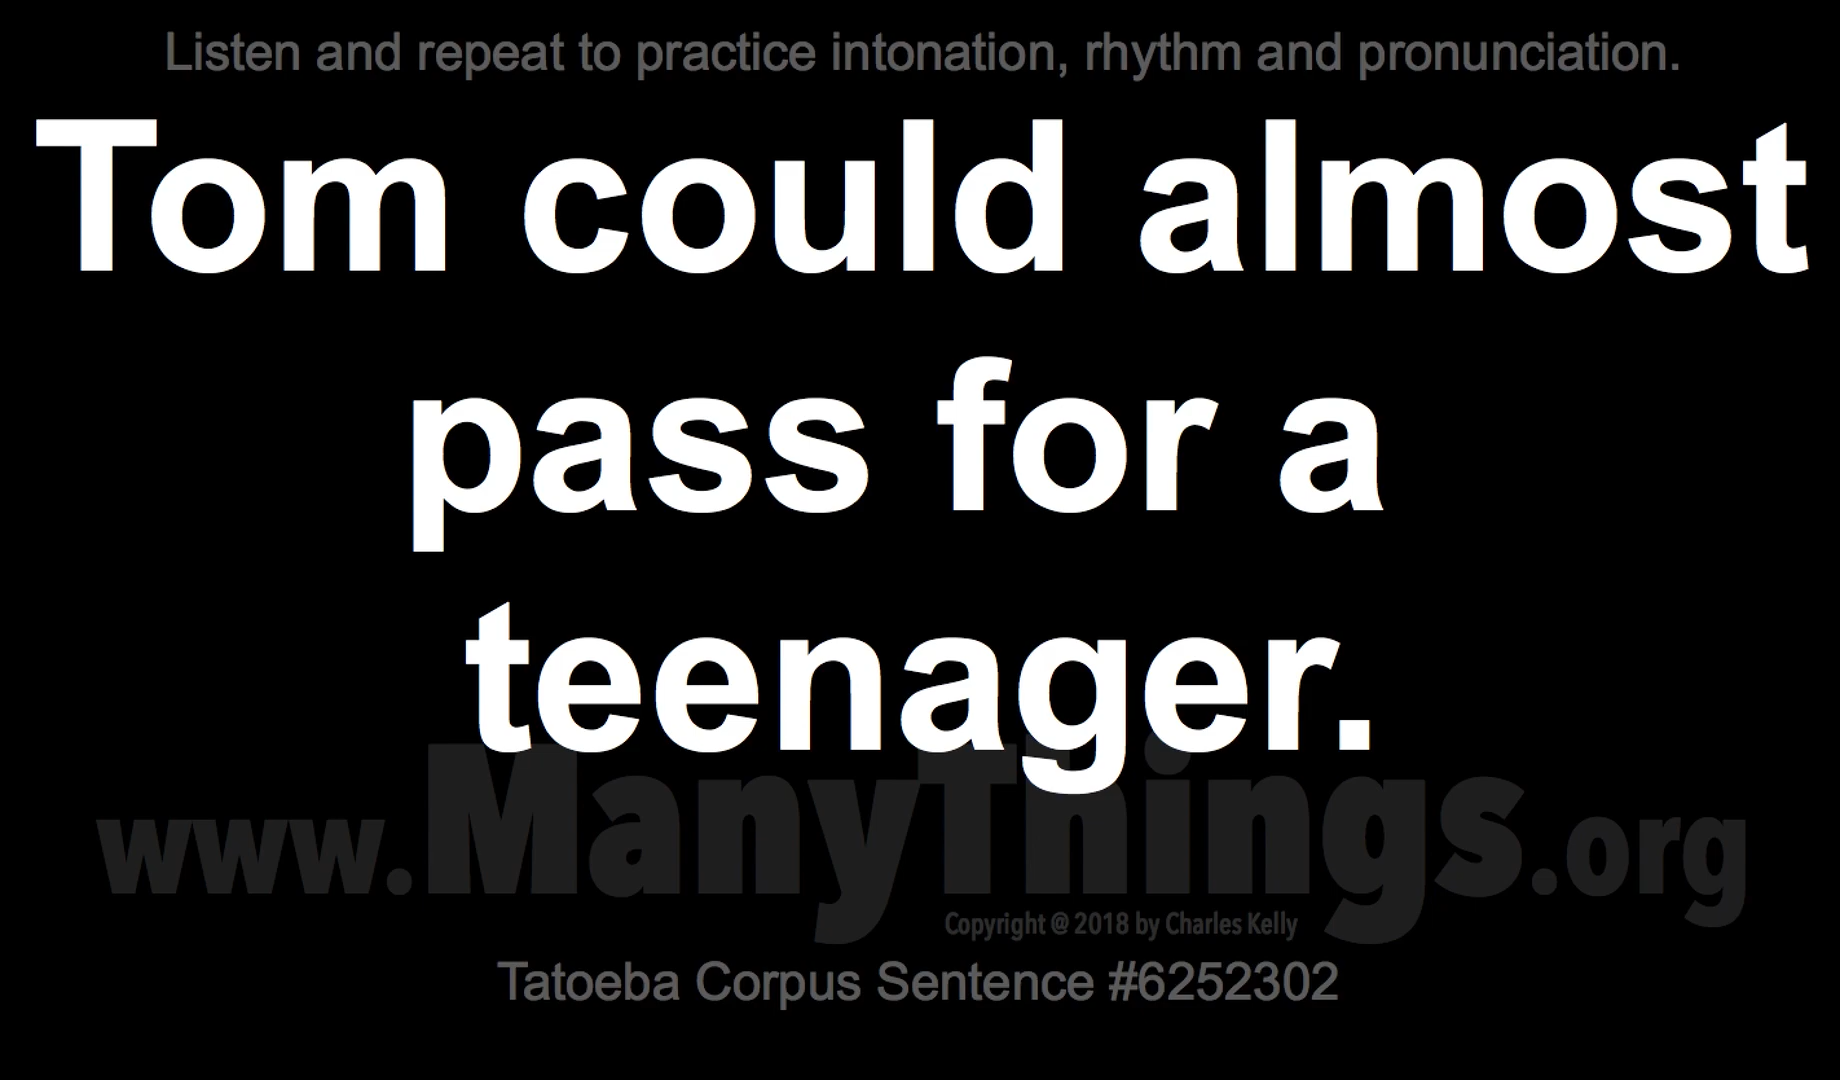 Listen and repeat to practice intonation, rhythm and pronunciation.
Tom could almost
pass for a
teenager.
www.ManyThings.org
Copyright @ 2018 by Charles Kelly
Tatoeba Corpus Sentence #6252302